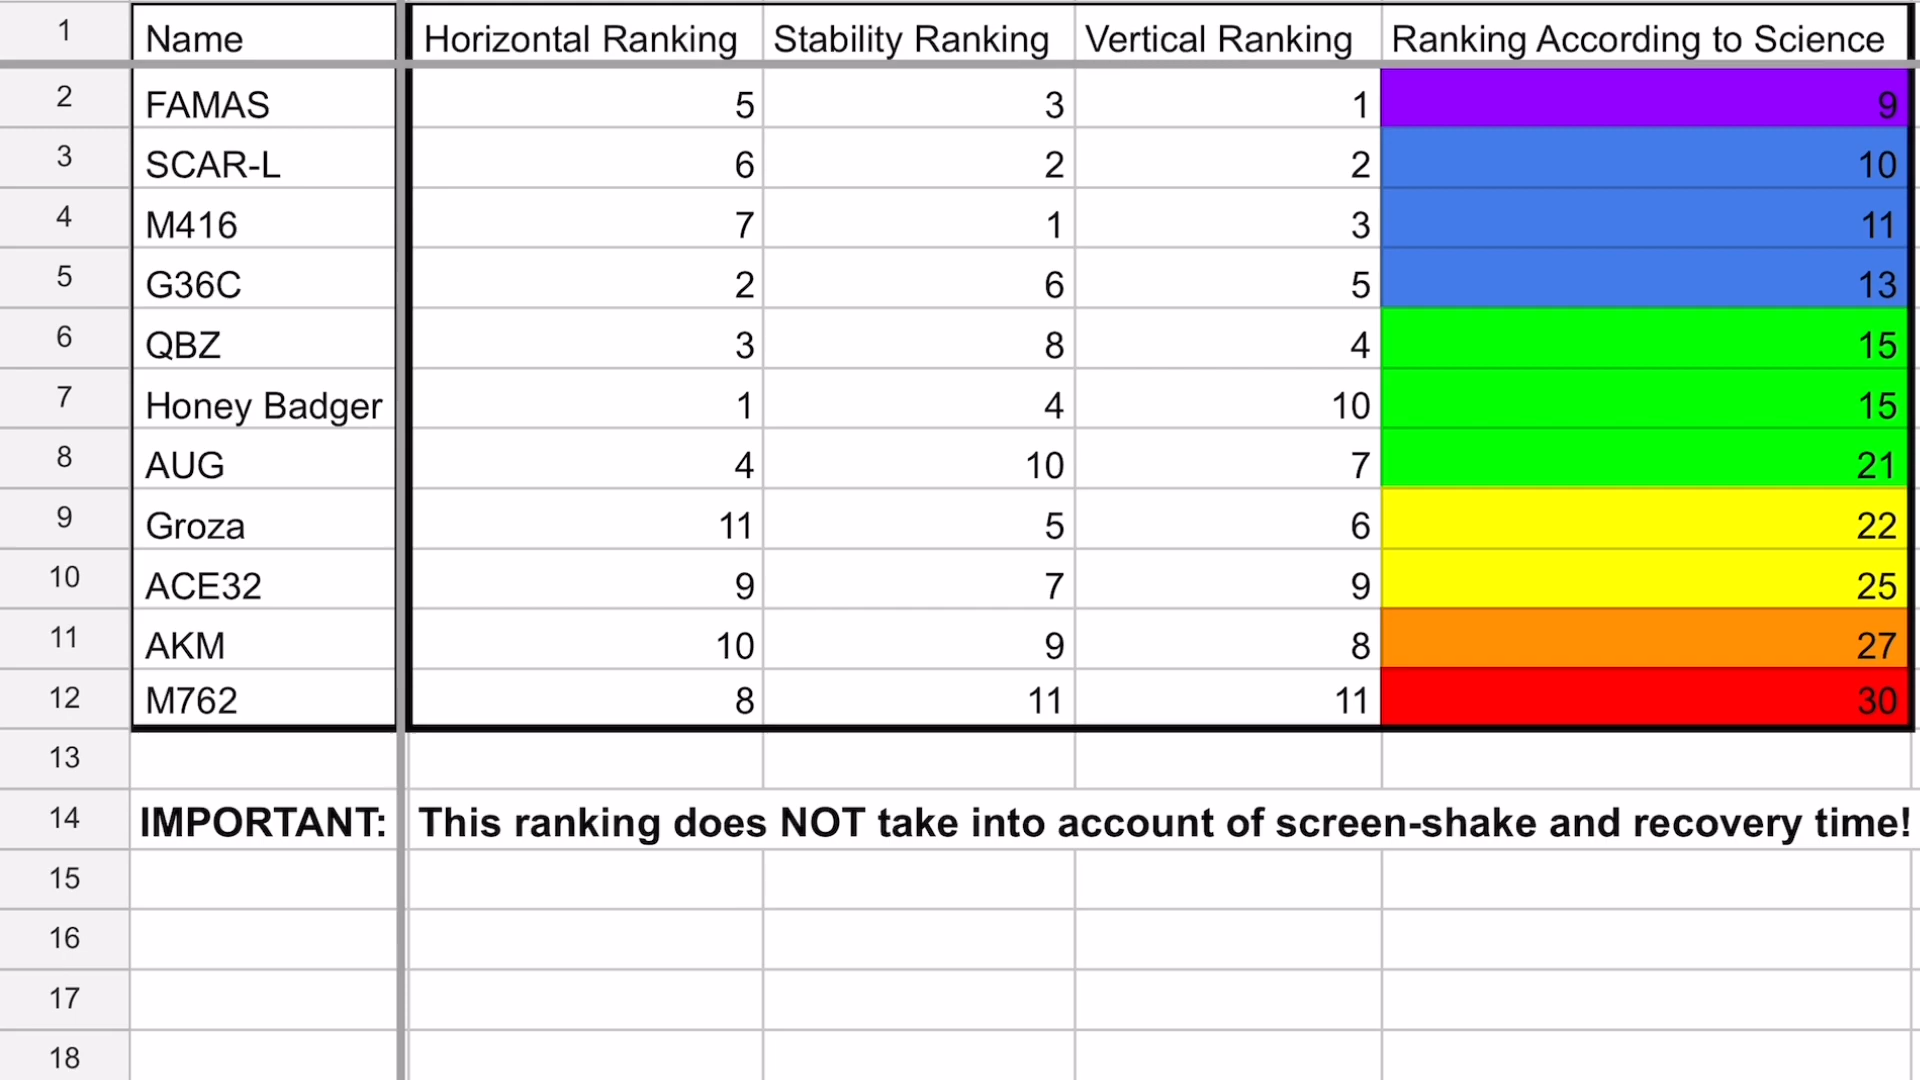 1 Name Horizontal Ranking Stability Ranking Vertical Ranking Ranking According to Science
2 FAMAS 5 3 1 9
3 SCAR-L 6 2 2 10
4 M416 7 1 3 11
5 G36C 2 6 5 13
6 QBZ 3 8 4 15
7 Honey Badger 1 4 10 15
8 AUG 4 10 7 21
9 Groza 11 5 6 22
10 ACE32 9 7 9 25
11 AKM 10 9 8 27
12 M762 8 11 11 30
13
14 IMPORTANT: This ranking does NOT take into account of screen-shake and recovery time!
15
16
17
18